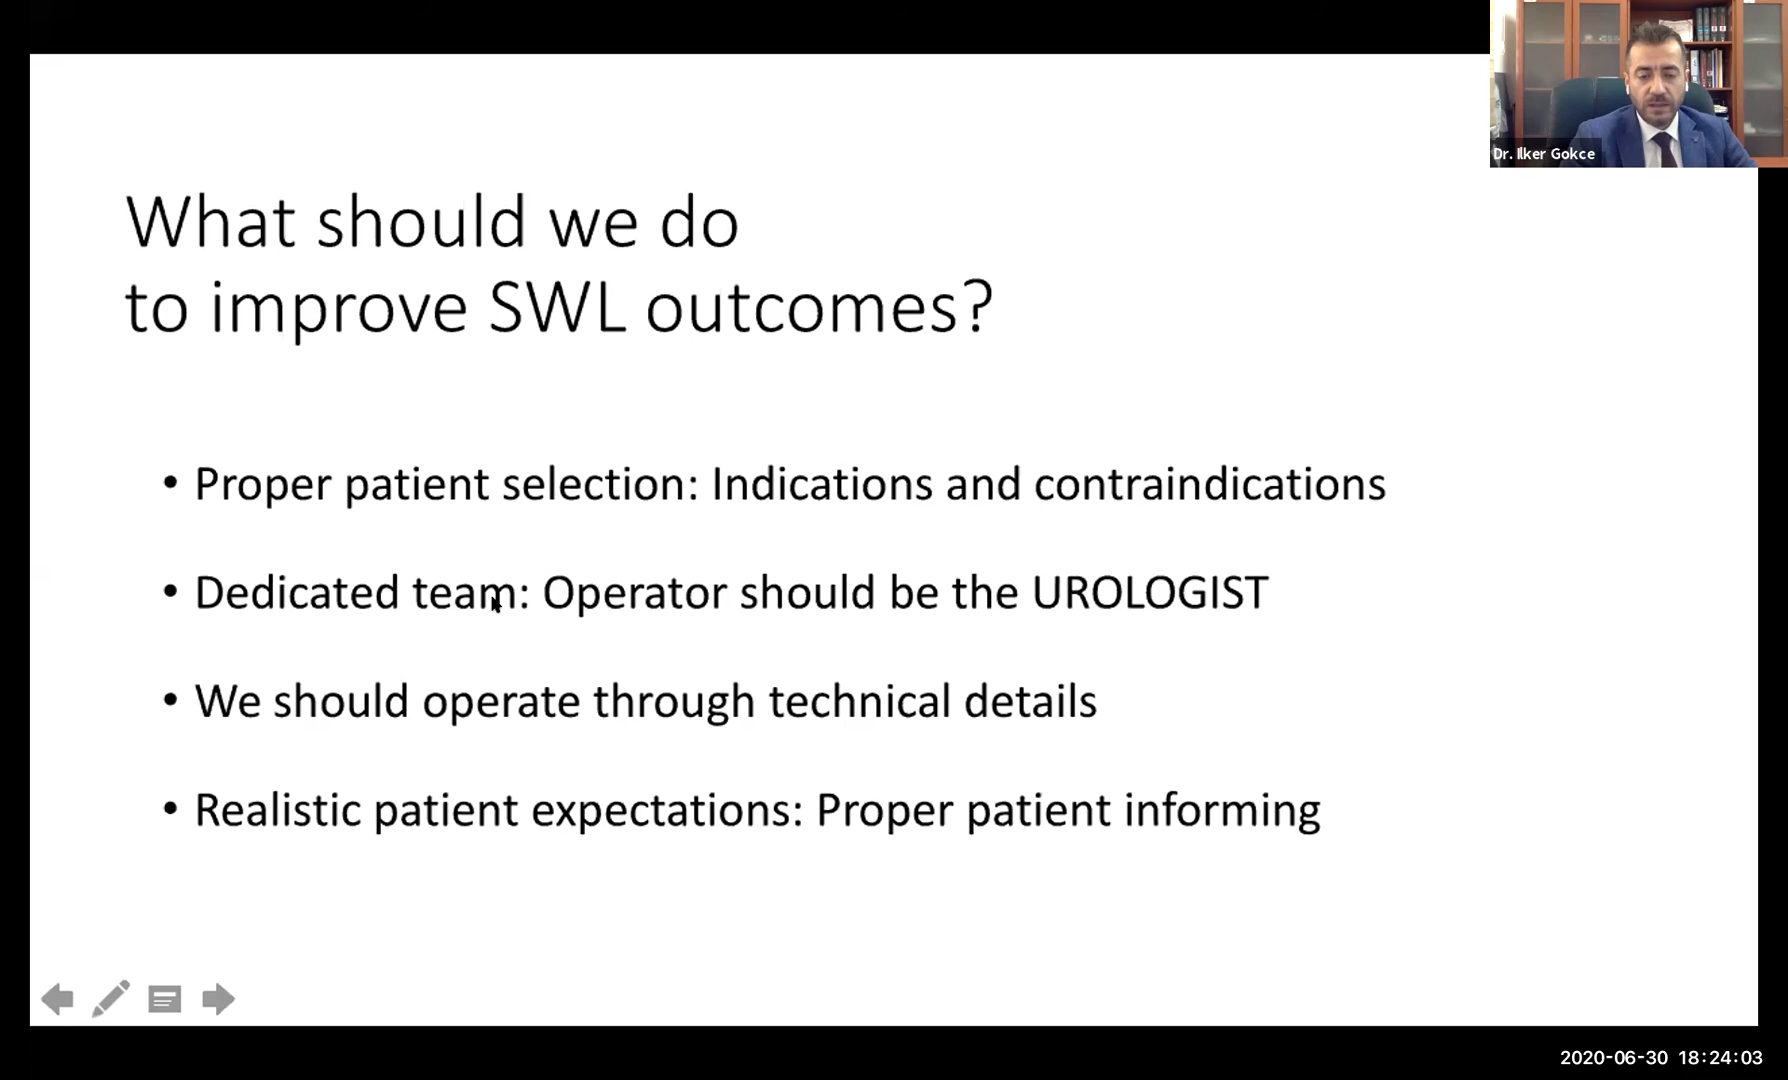 Dr. Ilker Gokce
What should we do
to improve SWL outcomes?
• Proper patient selection: Indications and contraindications
• Dedicated team: Operator should be the UROLOGIST
• We should operate through technical details
• Realistic patient expectations: Proper patient informing
2020-06-30 18:24:03